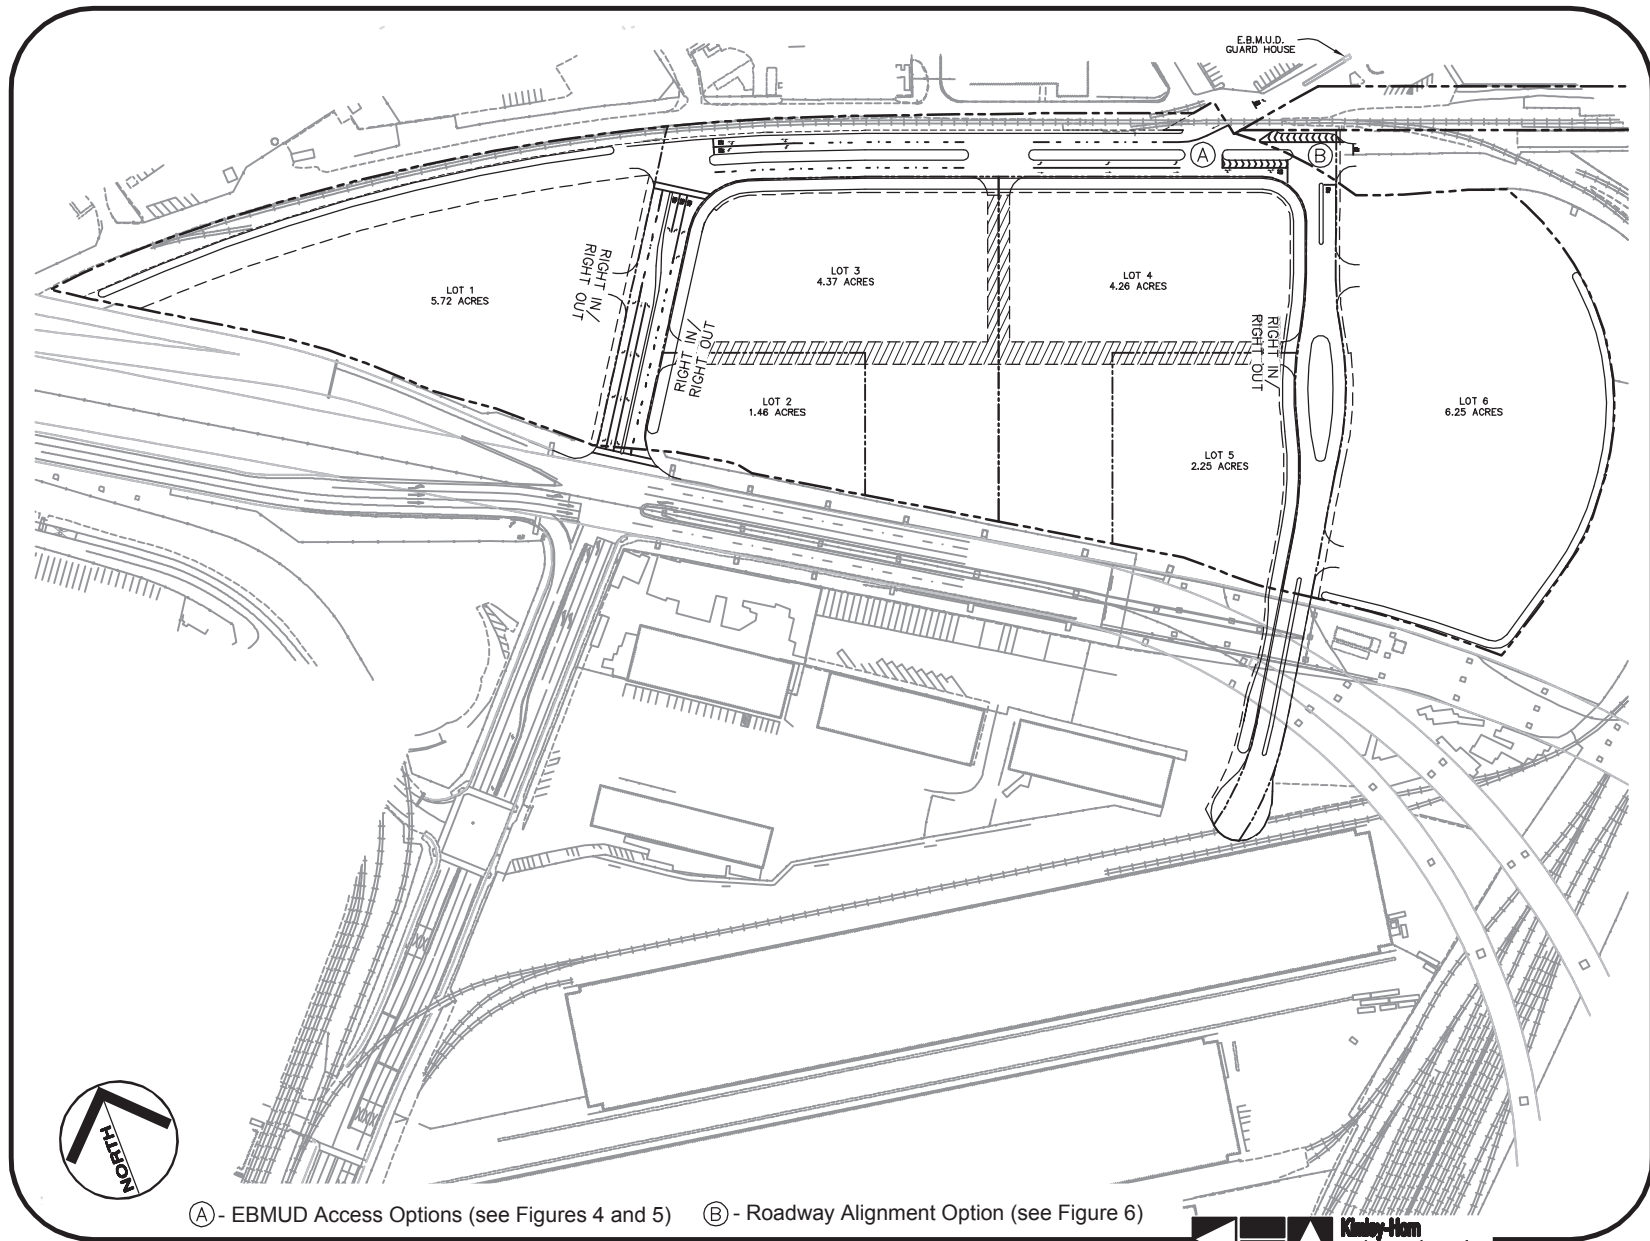 E.B.M.U.D.
GUARD HOUSE
A
B
LOT 1
5.72 ACRES
RIGHT IN/
RIGHT OUT
LOT 3
4.37 ACRES
LOT 4
4.26 ACRES
RIGHT IN/
RIGHT OUT
RIGHT IN/
RIGHT OUT
LOT 2
1.46 ACRES
LOT 5
2.25 ACRES
LOT 6
6.25 ACRES
NORTH
A - EBMUD Access Options (see Figures 4 and 5) B - Roadway Alignment Option (see Figure 6)
Kimley-Horn